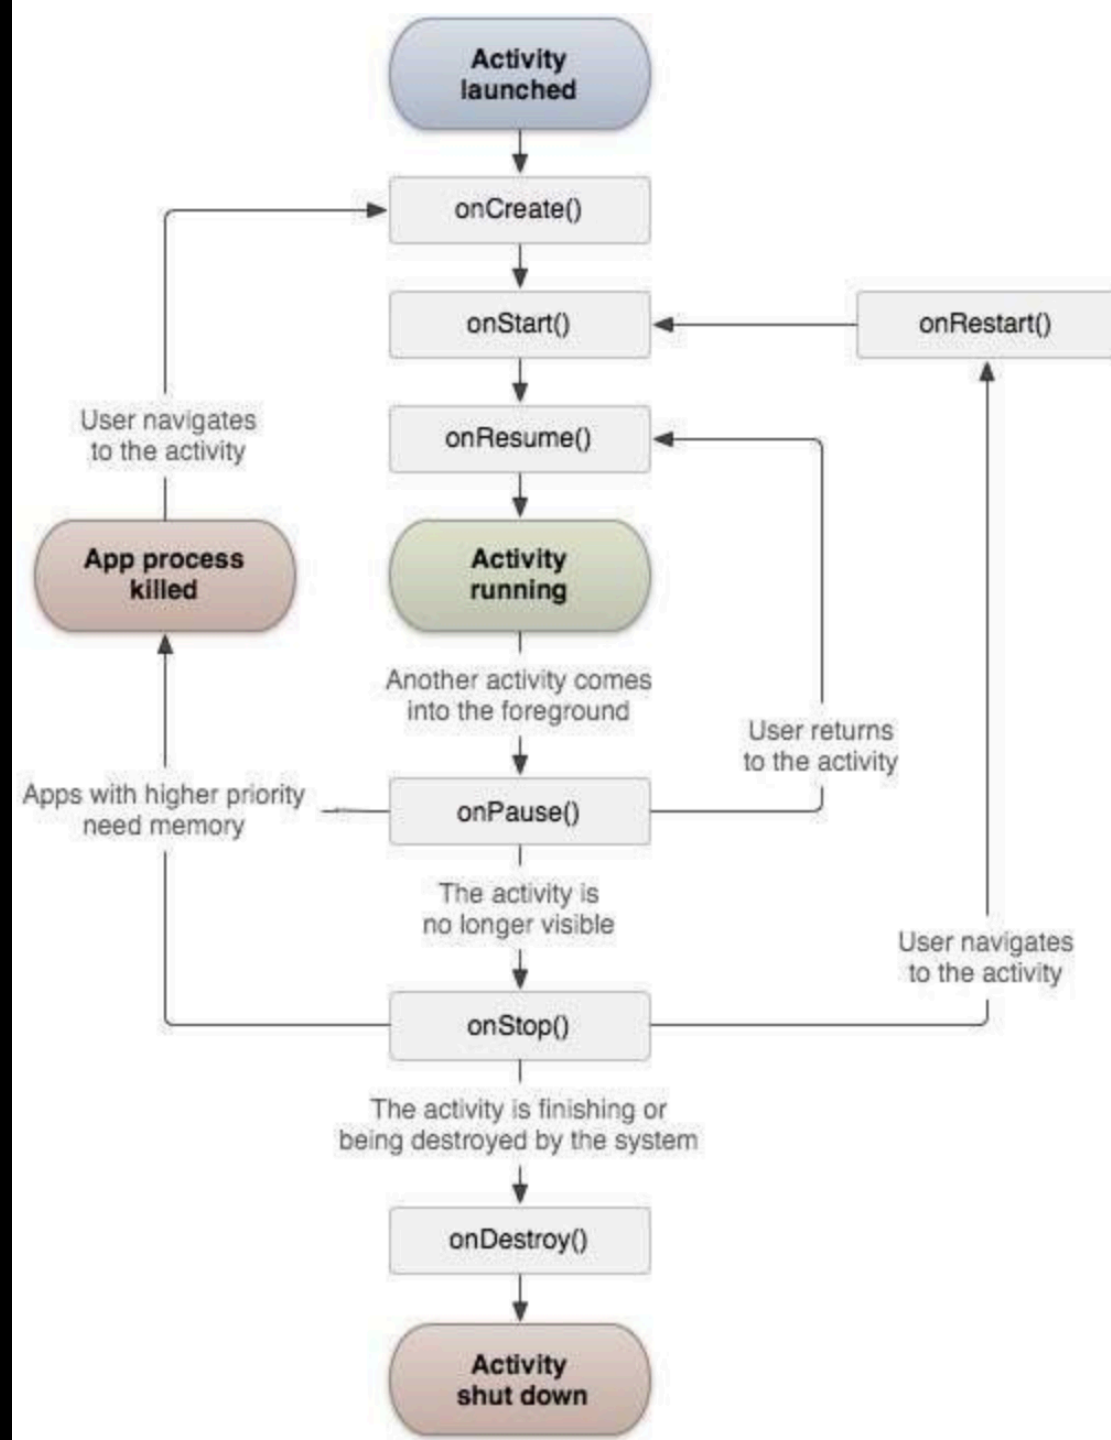 Activity
launched
onCreate()
onStart()
onRestart()
User navigates
to the activity
onResume()
App process
killed
Activity
running
Another activity comes
into the foreground
User returns
to the activity
Apps with higher priority
need memory
onPause()
The activity is
no longer visible
User navigates
to the activity
onStop()
The activity is finishing or
being destroyed by the system
onDestroy()
Activity
shut down